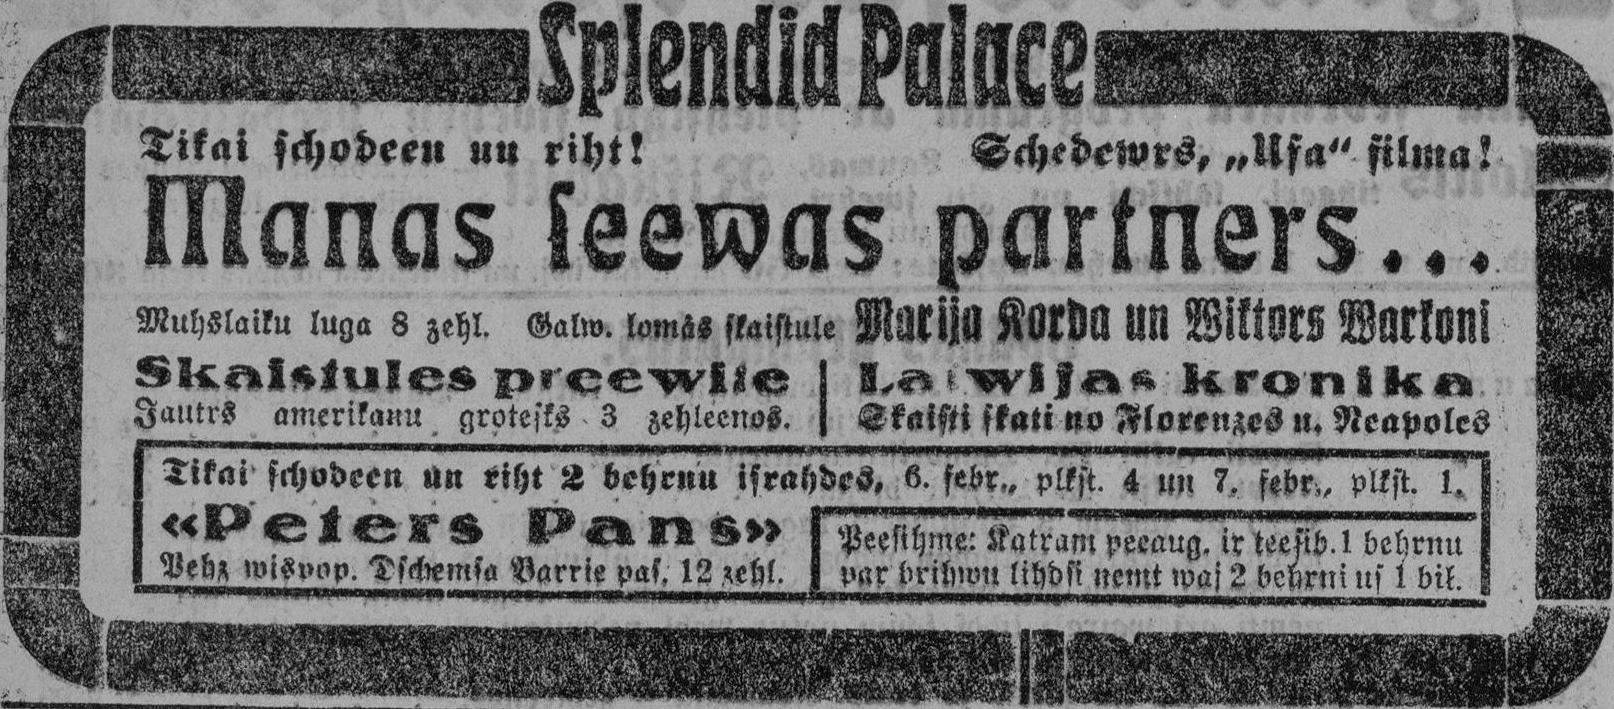 Splendid Palace
Tikai schodeen un riht! Schedewrs, „Ufa“ filma!
Manas seewas partners...
Muhslaiku luga 8 zehl. Galw. lomās skaistule Marija Korda un Wiktors Warkoni
Skaistules preewite
Jautrs amerikanu grotesks 3 zehleenos.
Latwijas kronika
Skaisti skati no Florenzes u. Neapoles
Tikai schodeen un riht 2 behrnu israhdes, 6. febr., plkst. 4 un 7. febr., plkst. 1.
«Peters Pans»
Pehz wispop. Dschemsa Barrie pas. 12 zehl.
Peesihme: Katram peeaug. ir teesib. 1 behrnu
par brihwu lihdsi nemt waj 2 behrni us 1 bil.